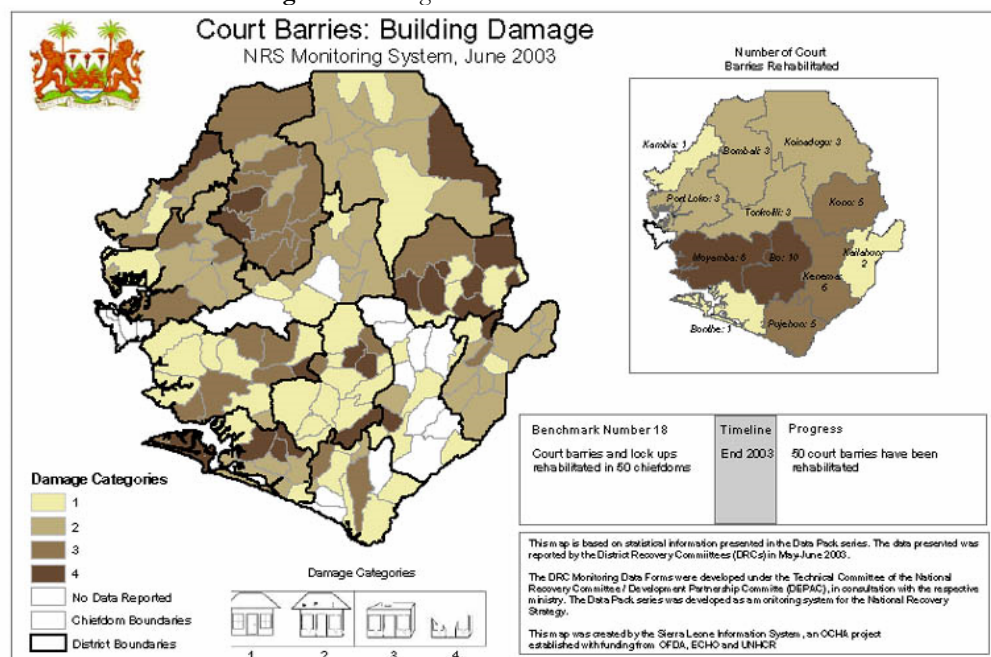 Court Barries: Building Damage
NRS Monitoring System, June 2003
Number of Court
Barries Rehabilitated
Kambia: 1
Bombali: 3
Koinadugu: 3
Port Loko: 3
Tonkolili: 3
Kono: 5
Kailahun:
2
Moyamba: 8
Bo: 10
Kenema:
6
Pujehun: 5
Bonthe: 1
Damage Categories
1
2
3
4
No Data Reported
Chiefdom Boundaries
District Boundaries
Damage Categories
1 2 3 4
Benchmark Number 18
Court barries and lock ups
rehabilitated in 50 chiefdoms
Timeline
End 2003
Progress
50 court barries have been
rehabilitated
This map is based on statistical information presented in the Data Pack series. The data presented was
reported by the District Recovery Committees (DRCs) in May-June 2003.
The DRC Monitoring Data Forms were developed under the Technical Committee of the National
Recovery Committee / Development Partnership Committe (DEPAC), in consultation with the respective
ministry. The Data Pack series was developed as a monitoring system for the National Recovery
Strategy.
This map was created by the Sierra Leone Information System, an OCHA project
established with funding from OFDA, ECHO and UNHCR